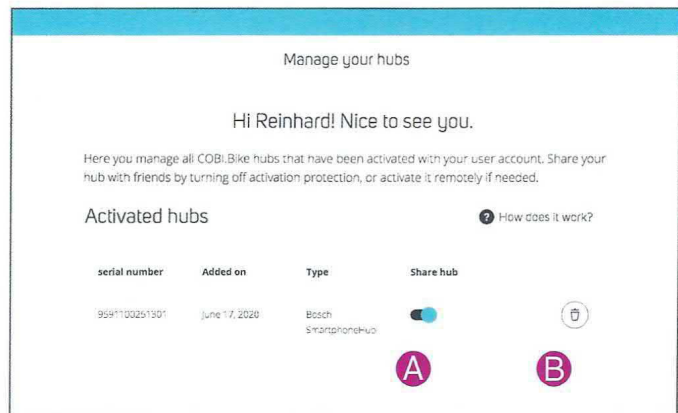 Manage your hubs
Hi Reinhard! Nice to see you.
Here you manage all COBI.Bike hubs that have been activated with your user account. Share your
hub with friends by turning off activation protection, or activate it remotely if needed.
Activated hubs
? How does it work?
serial number Added on Type Share hub
9591100251301 June 17, 2020 Bosch
SmartphoneHub
A B